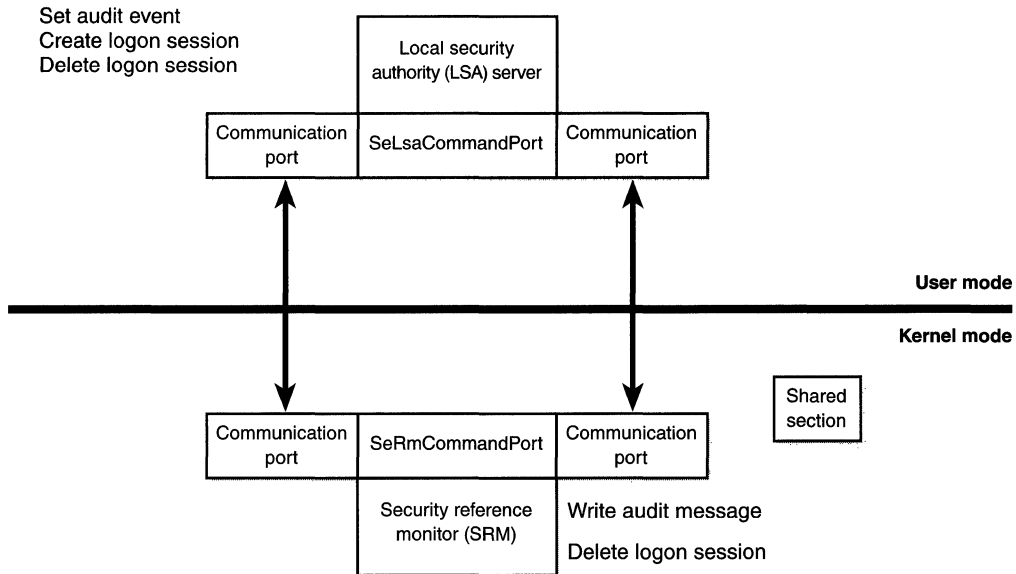 Set audit event
Create logon session
Delete logon session
Local security
authority (LSA) server
Communication
port
SeLsaCommandPort
Communication
port
User mode
Kernel mode
Shared
section
Communication
port
SeRmCommandPort
Communication
port
Security reference
monitor (SRM)
Write audit message
Delete logon session